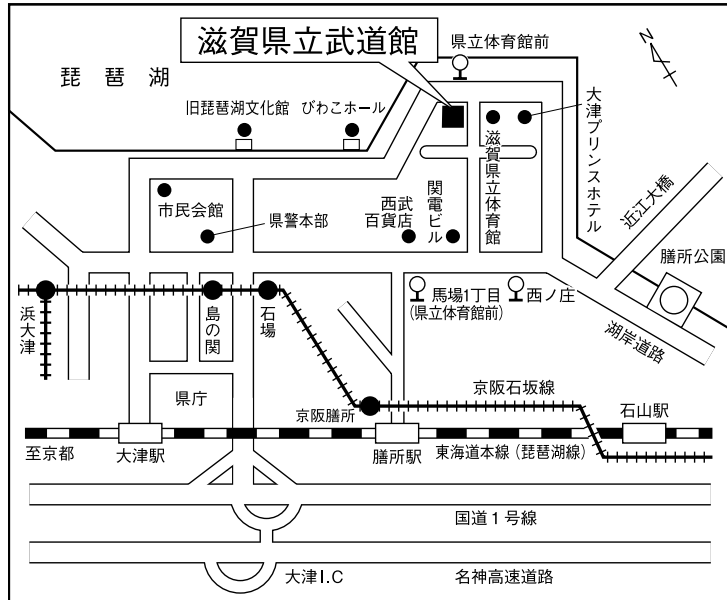 滋賀県立武道館
県立体育館前
N
琵琶湖
旧琵琶湖文化館
びわこホール
大津プリンスホテル
滋賀県立体育館
市民会館
県警本部
西武
百貨店
関電ビル
近江大橋
膳所公園
馬場1丁目
(県立体育館前)
西ノ庄
湖岸道路
浜大津
島の関
石場
県庁
京阪膳所
京阪石坂線
石山駅
至京都
大津駅
膳所駅
東海道本線(琵琶湖線)
国道1号線
大津I.C
名神高速道路